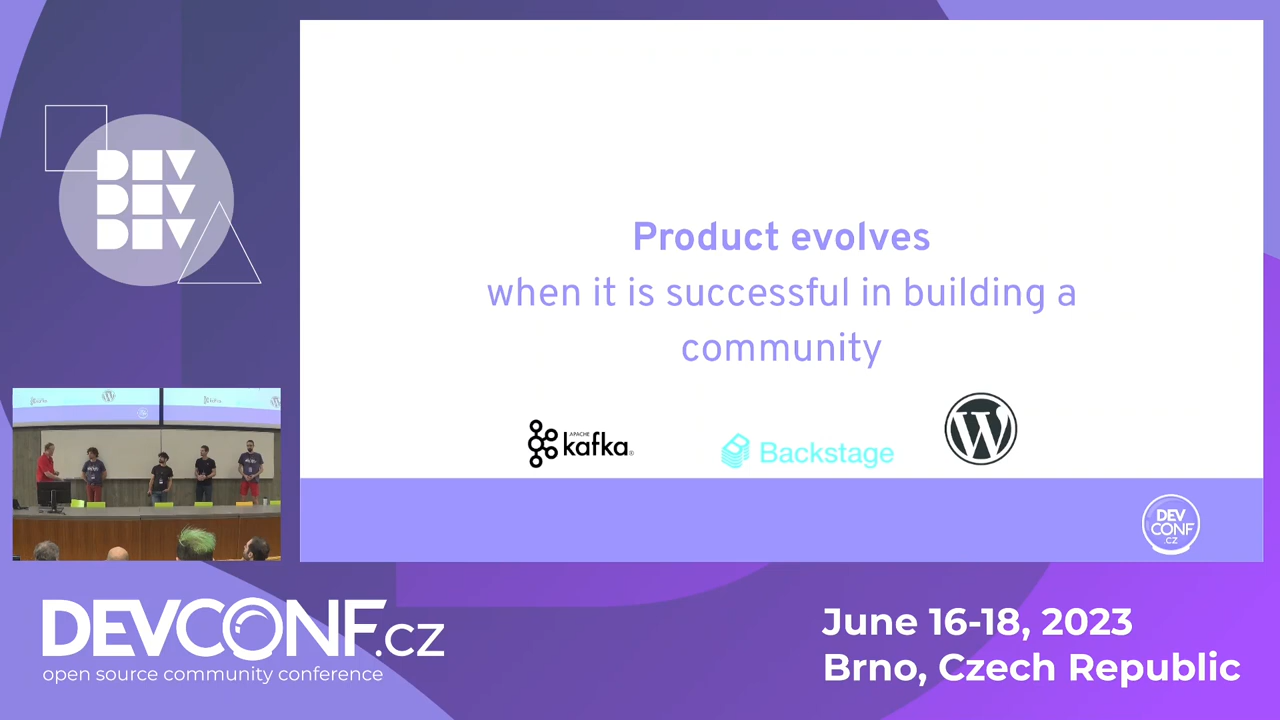 DEV
DEV
DEV
Product evolves
when it is successful in building a
community
APACHE
kafka®
Backstage
W
DEV
CONF
.CZ
DEVCONF.cz
open source community conference
June 16-18, 2023
Brno, Czech Republic